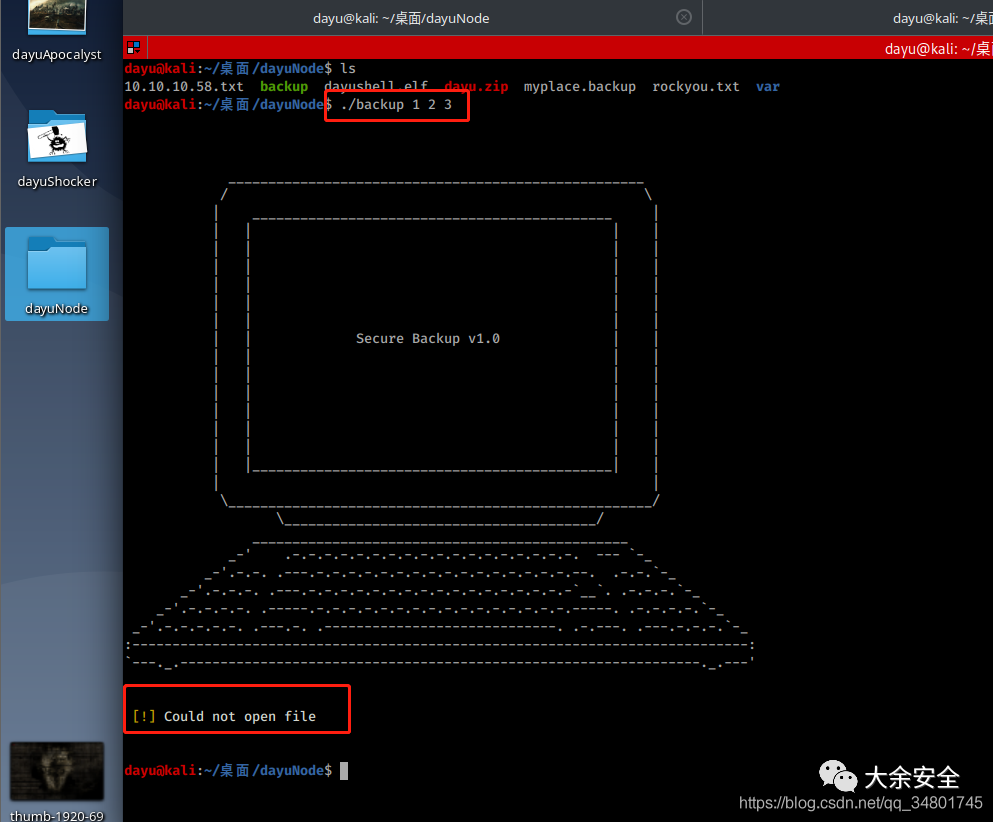 dayu@kali: ~/桌面/dayuNode
dayu@kali: ~/桌面
dayu@kali: ~/桌面
dayuApocalyst
dayuShocker
dayuNode
thumb-1920-69
dayu@kali:~/桌面/dayuNode$ ls
10.10.10.58.txt backup dayushell.elf dayu.zip myplace.backup rockyou.txt var
dayu@kali:~/桌面/dayuNode$ ./backup 1 2 3
Secure Backup v1.0
[!] Could not open file
dayu@kali:~/桌面/dayuNode$
大余安全
https://blog.csdn.net/qq_34801745